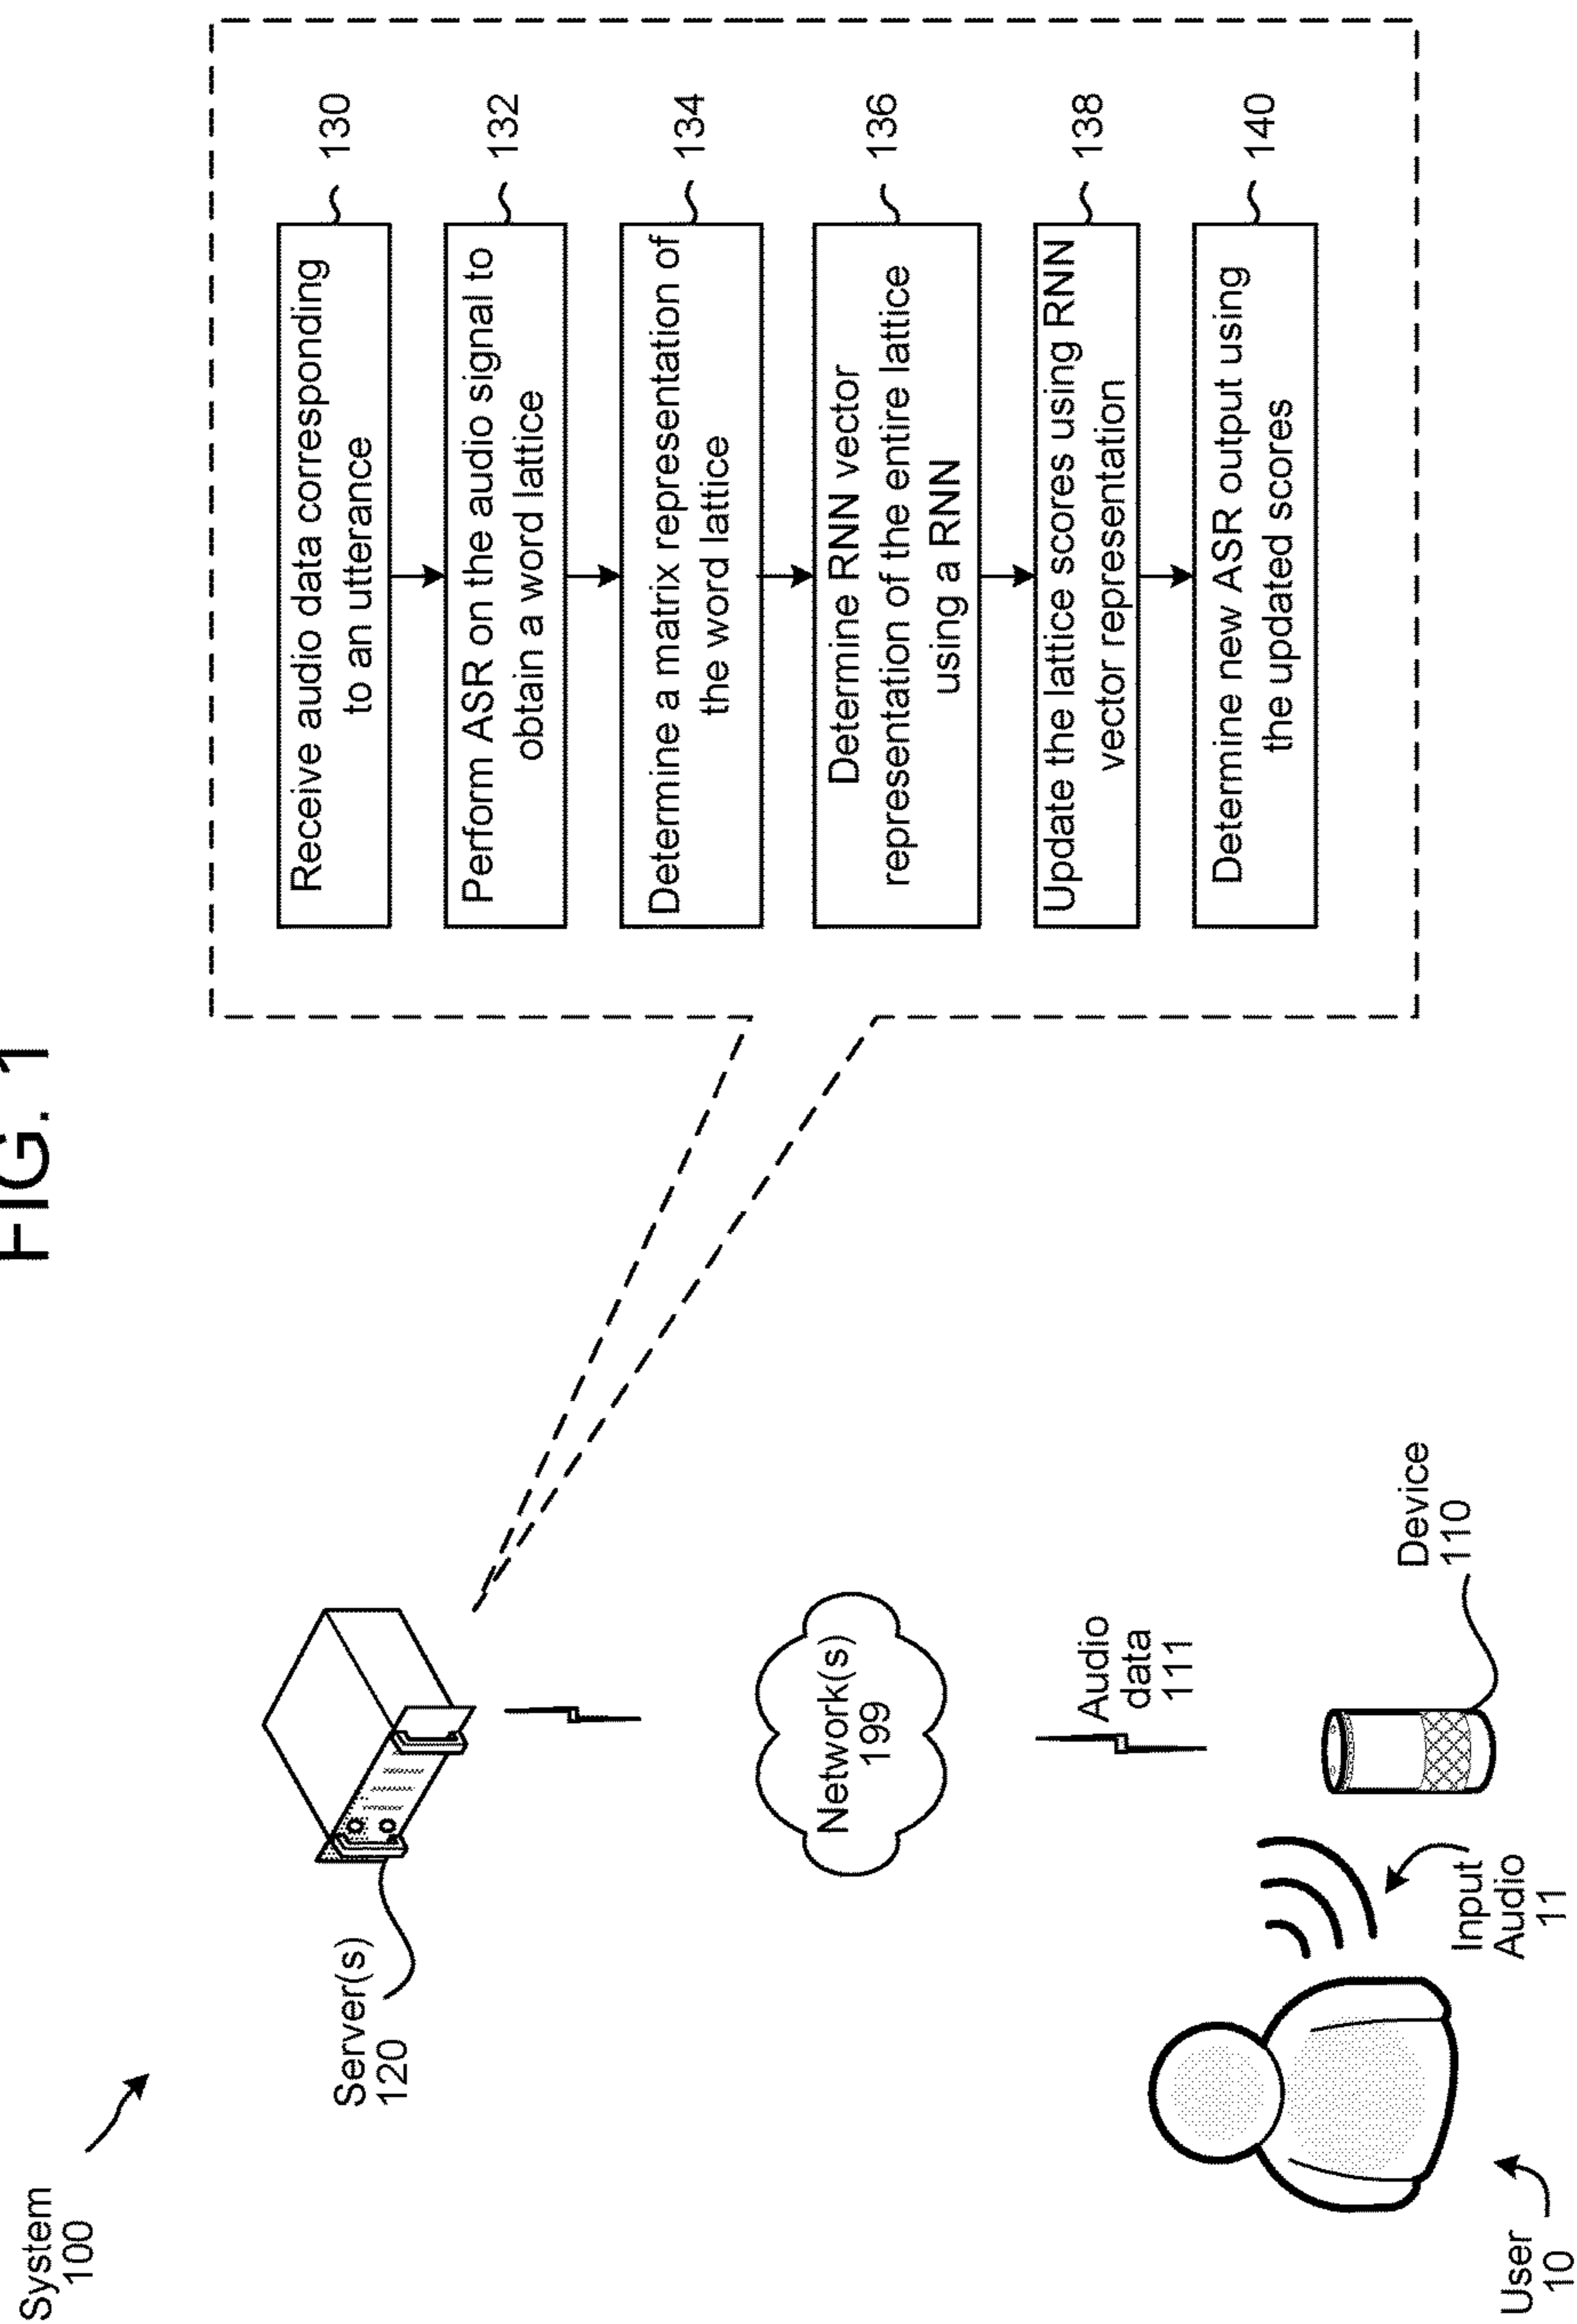 FIG. 1
System
100
Server(s)
120
Receive audio data corresponding
to an utterance
130
Perform ASR on the audio signal to
obtain a word lattice
132
Determine a matrix representation of
the word lattice
134
Determine RNN vector
representation of the entire lattice
using a RNN
136
Update the lattice scores using RNN
vector representation
138
Determine new ASR output using
the updated scores
140
Network(s)
199
Audio
data
111
Device
110
Input
Audio
11
User
10